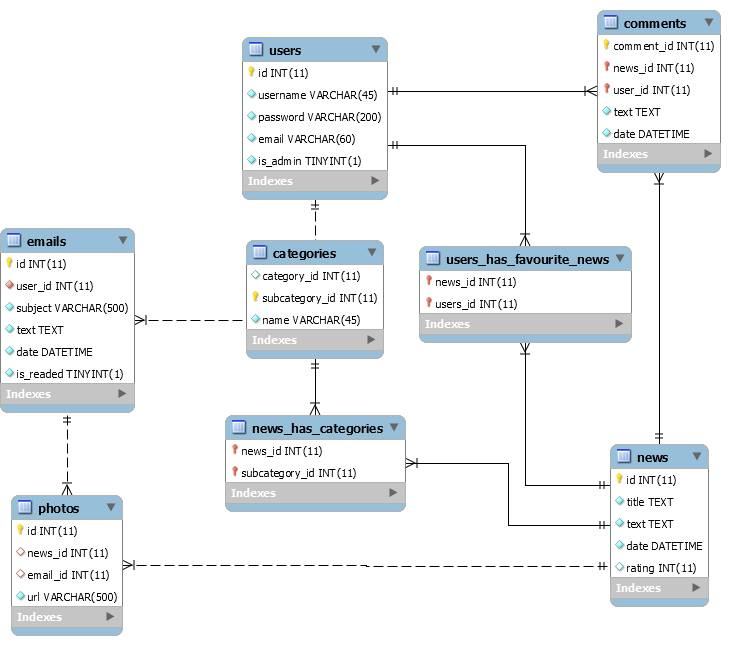 users
id INT(11)
username VARCHAR(45)
password VARCHAR(200)
email VARCHAR(60)
is_admin TINYINT(1)
Indexes
comments
comment_id INT(11)
news_id INT(11)
user_id INT(11)
text TEXT
date DATETIME
Indexes
emails
id INT(11)
user_id INT(11)
subject VARCHAR(500)
text TEXT
date DATETIME
is_readed TINYINT(1)
Indexes
categories
category_id INT(11)
subcategory_id INT(11)
name VARCHAR(45)
Indexes
users_has_favourite_news
news_id INT(11)
users_id INT(11)
Indexes
news_has_categories
news_id INT(11)
subcategory_id INT(11)
Indexes
news
id INT(11)
title TEXT
text TEXT
date DATETIME
rating INT(11)
Indexes
photos
id INT(11)
news_id INT(11)
email_id INT(11)
url VARCHAR(500)
Indexes